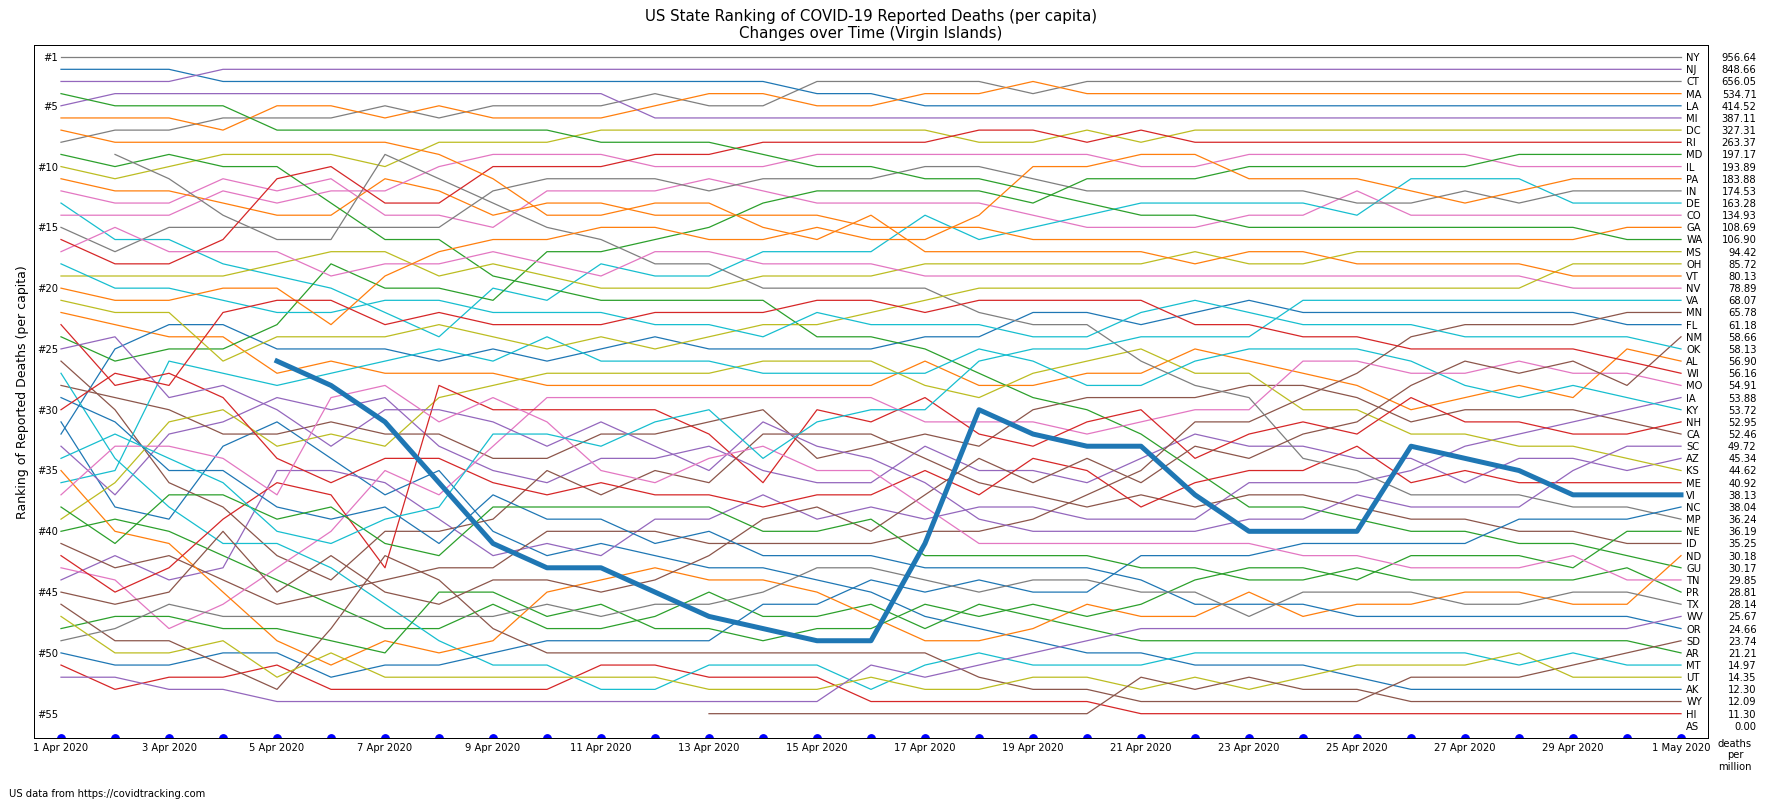 US State Ranking of COVID-19 Reported Deaths (per capita)
Changes over Time (Virgin Islands)
Ranking of Reported Deaths (per capita)
#1
#5
#10
#15
#20
#25
#30
#35
#40
#45
#50
#55
NY 956.64
NJ 848.66
CT 656.05
MA 534.71
LA 414.52
MI 387.11
DC 327.31
RI 263.37
MD 197.17
IL 193.89
PA 183.88
IN 174.53
DE 163.28
CO 134.93
GA 108.69
WA 106.90
MS 94.42
OH 85.72
VT 80.13
NV 78.89
VA 68.07
MN 65.78
FL 61.18
NM 58.66
OK 58.13
AL 56.90
WI 56.16
MO 54.91
IA 53.88
KY 53.72
NH 52.95
CA 52.46
SC 49.72
AZ 45.34
KS 44.62
ME 40.92
VI 38.13
NC 38.04
MP 36.24
NE 36.19
ID 35.25
ND 30.18
GU 30.17
TN 29.85
PR 28.81
TX 28.14
WV 25.67
OR 24.66
SD 23.74
AR 21.21
MT 14.97
UT 14.35
AK 12.30
WY 12.09
HI 11.30
AS 0.00
1 Apr 2020 3 Apr 2020 5 Apr 2020 7 Apr 2020 9 Apr 2020 11 Apr 2020 13 Apr 2020 15 Apr 2020 17 Apr 2020 19 Apr 2020 21 Apr 2020 23 Apr 2020 25 Apr 2020 27 Apr 2020 29 Apr 2020 1 May 2020
deaths
per
million
US data from https://covidtracking.com